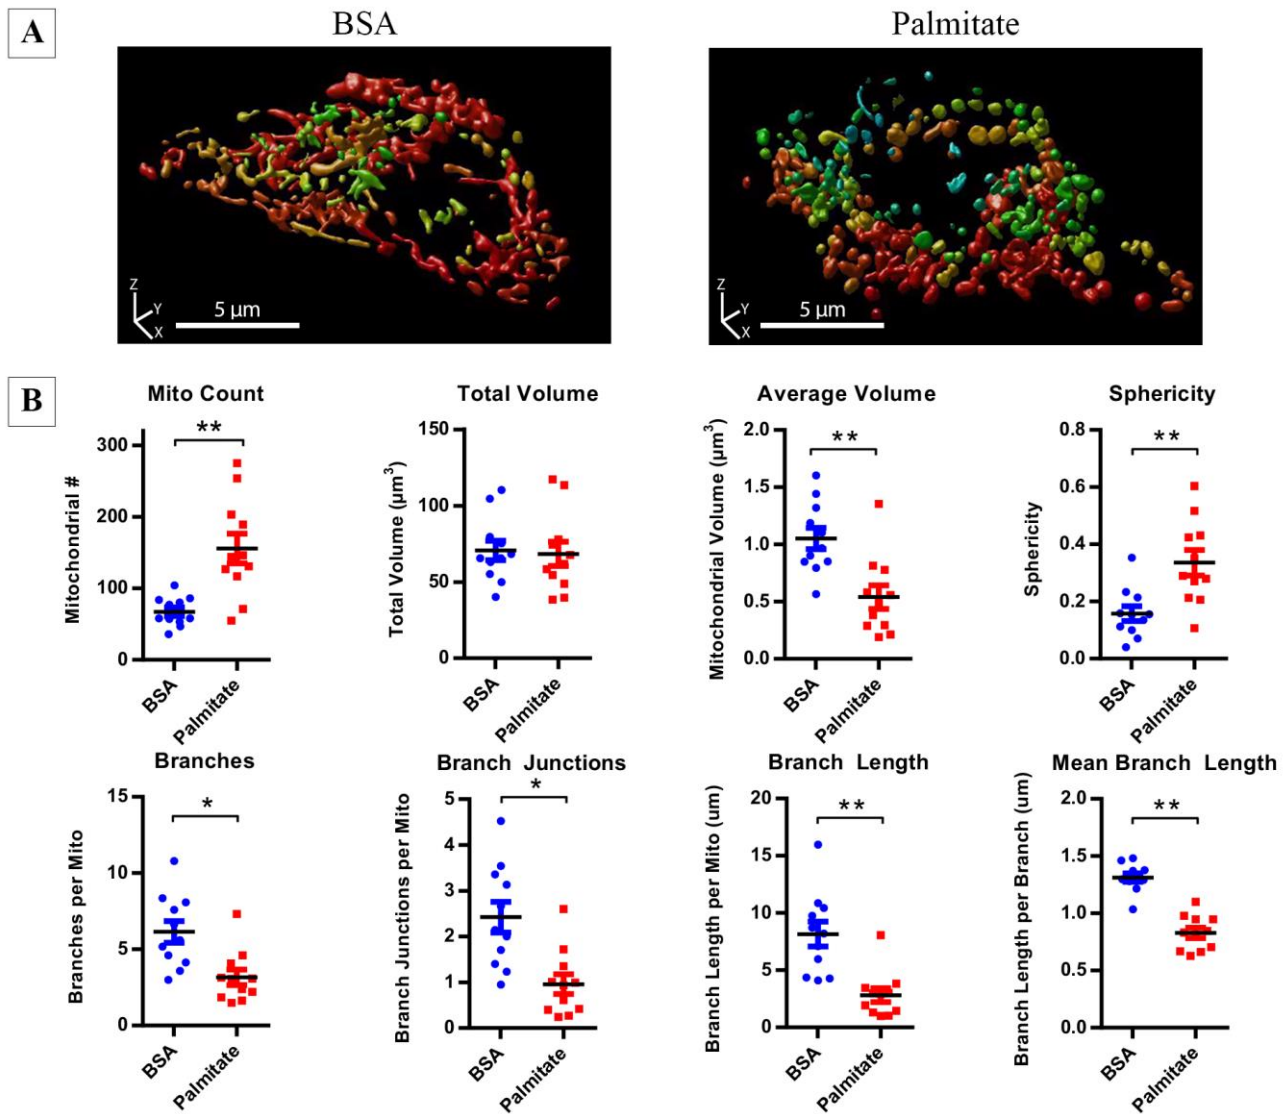 A
BSA
Palmitate
Z
Y
X
5 µm
Z
Y
X
5 µm
B
Mito Count
Mitochondrial #
300
200
100
0
**
BSA
Palmitate
Total Volume
Total Volume (µm³)
150
100
50
0
BSA
Palmitate
Average Volume
Mitochondrial Volume (µm³)
2.0
1.5
1.0
0.5
0.0
**
BSA
Palmitate
Sphericity
Sphericity
0.8
0.6
0.4
0.2
0.0
**
BSA
Palmitate
Branches
Branches per Mito
15
10
5
0
*
BSA
Palmitate
Branch Junctions
Branch Junctions per Mito
5
4
3
2
1
0
*
BSA
Palmitate
Branch Length
Branch Length per Mito (um)
20
15
10
5
0
**
BSA
Palmitate
Mean Branch Length
Branch Length per Branch (um)
2.0
1.5
1.0
0.5
0.0
**
BSA
Palmitate